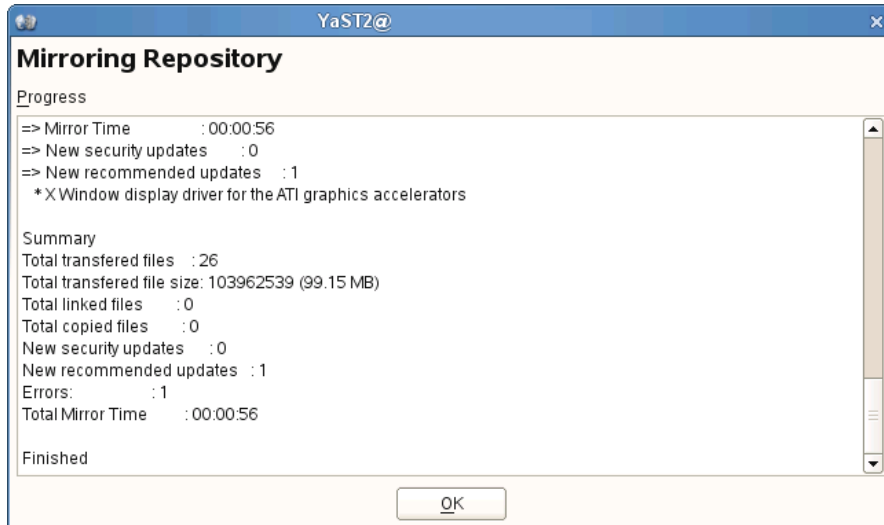 YaST2@
Mirroring Repository
Progress
=> Mirror Time : 00:00:56
=> New security updates : 0
=> New recommended updates : 1
* X Window display driver for the ATI graphics accelerators
Summary
Total transfered files : 26
Total transfered file size: 103962539 (99.15 MB)
Total linked files : 0
Total copied files : 0
New security updates : 0
New recommended updates : 1
Errors: : 1
Total Mirror Time : 00:00:56
Finished
OK